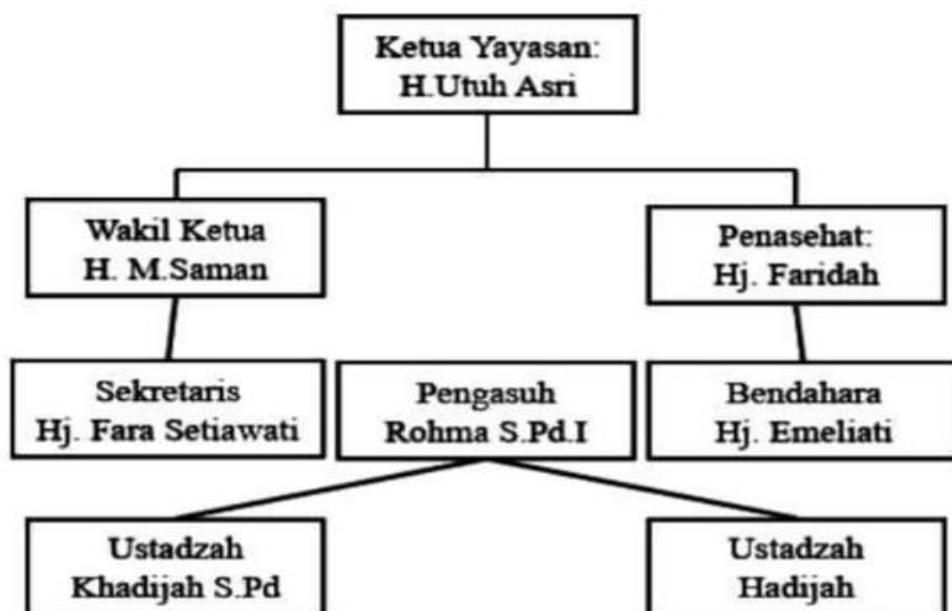 Ketua Yayasan:
H.Utuh Asri
Wakil Ketua
H. M.Saman
Penasehat:
Hj. Faridah
Sekretaris
Hj. Fara Setiawati
Pengasuh
Rohma S.Pd.I
Bendahara
Hj. Emeliati
Ustadzah
Khadijah S.Pd
Ustadzah
Hadijah